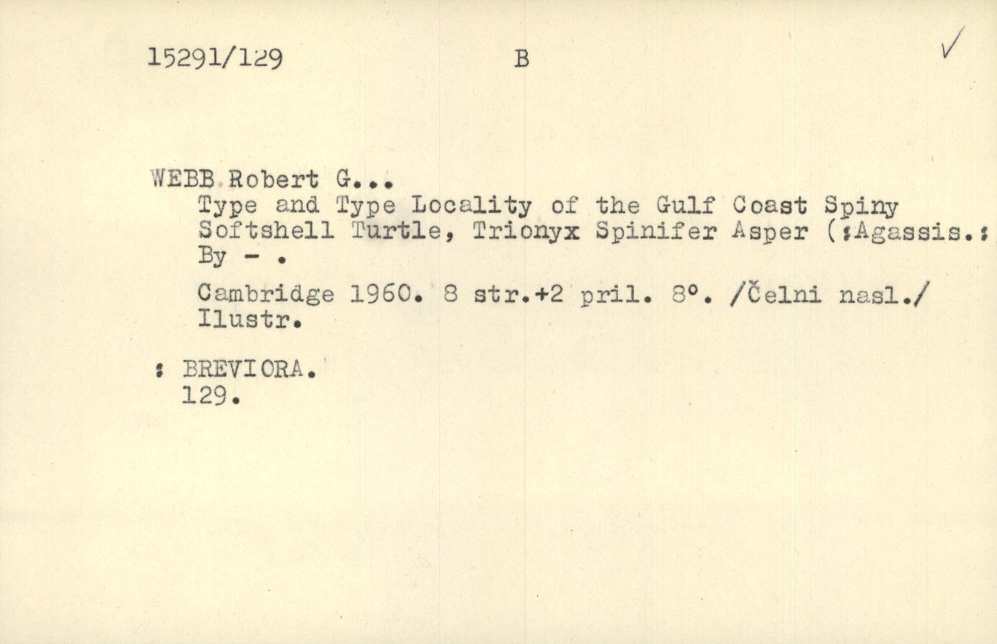 15291/129 B
WEBB Robert G...
Type and Type Locality of the Gulf Coast Spiny
Softshell Turtle, Trionyx Spinifer Asper (:Agassis.:
By - .
Cambridge 1960. 8 str.+2 pril. 8°. /Čelni nasl./
Ilustr.
: BREVIORA.
129.